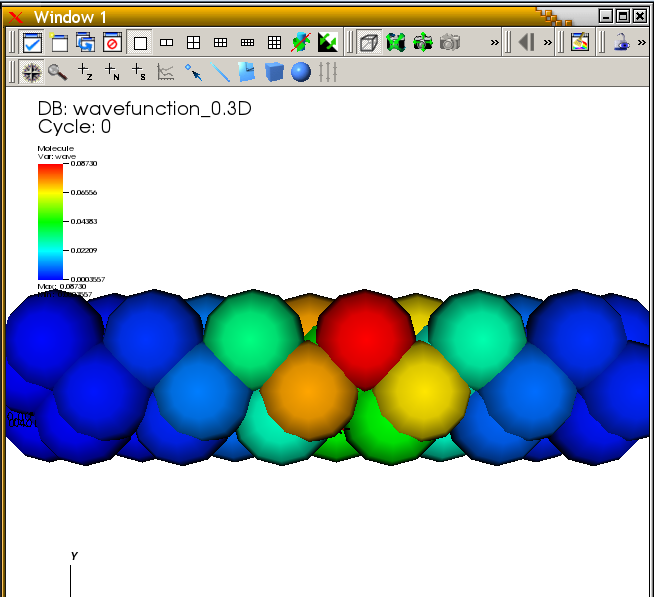 Window 1
»
»
»
+Z
+N
+S
DB: wavefunction_0.3D
Cycle: 0
Molecule
Var: wave
0.08730
0.06556
0.04383
0.02209
0.0003557
Max: 0.08730
Y